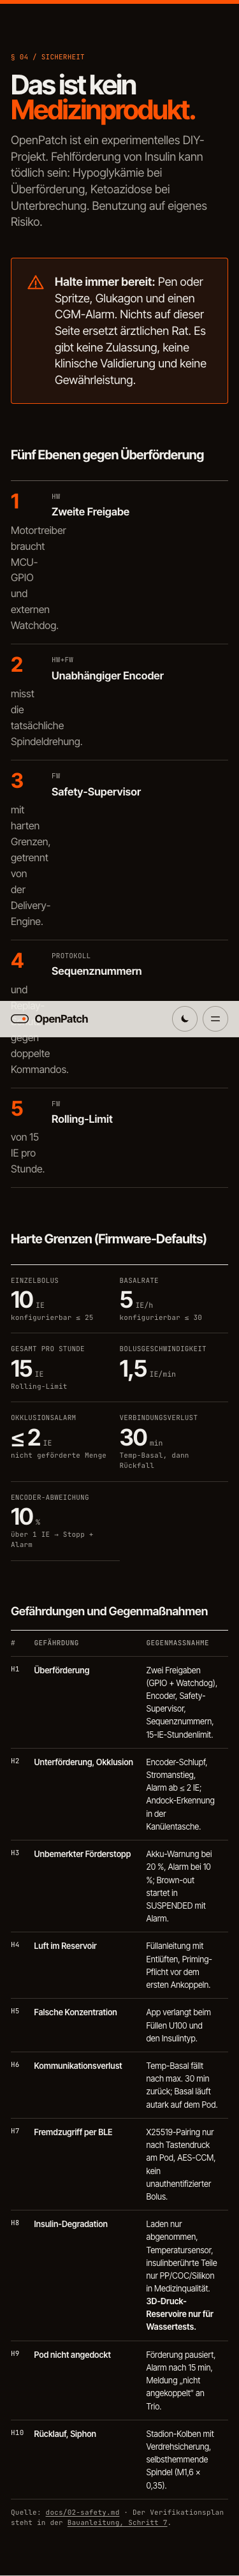 § 04 / SICHERHEIT
Das ist kein
Medizinprodukt.
OpenPatch ist ein experimentelles DIY-
Projekt. Fehlförderung von Insulin kann
tödlich sein: Hypoglykämie bei
Überförderung, Ketoazidose bei
Unterbrechung. Benutzung auf eigenes
Risiko.
Halte immer bereit: Pen oder
Spritze, Glukagon und einen
CGM-Alarm. Nichts auf dieser
Seite ersetzt ärztlichen Rat. Es
gibt keine Zulassung, keine
klinische Validierung und keine
Gewährleistung.
Fünf Ebenen gegen Überförderung
1
HW
Zweite Freigabe
Motortreiber
braucht
MCU-
GPIO
und
externen
Watchdog.
2
HW+FW
Unabhängiger Encoder
misst
die
tatsächliche
Spindeldrehung.
3
FW
Safety-Supervisor
mit
harten
Grenzen,
getrennt
von
der
Delivery-
Engine.
4
PROTOKOLL
Sequenznummern
und
OpenPatch
gegen
doppelte
Kommandos.
5
FW
Rolling-Limit
von 15
IE pro
Stunde.
Harte Grenzen (Firmware-Defaults)
EINZELBOLUS
10 IE
konfigurierbar ≤ 25
BASALRATE
5 IE/h
konfigurierbar ≤ 30
GESAMT PRO STUNDE
15 IE
Rolling-Limit
BOLUSGESCHWINDIGKEIT
1,5 IE/min
OKKLUSIONSALARM
≤ 2 IE
nicht geförderte Menge
VERBINDUNGSVERLUST
30 min
Temp-Basal, dann
Rückfall
ENCODER-ABWEICHUNG
10 %
über 1 IE → Stopp +
Alarm
Gefährdungen und Gegenmaßnahmen
# GEFÄHRDUNG GEGENMASSNAHME
H1 Überförderung Zwei Freigaben
(GPIO + Watchdog),
Encoder, Safety-
Supervisor,
Sequenznummern,
15-IE-Stundenlimit.
H2 Unterförderung, Okklusion Encoder-Schlupf,
Stromanstieg,
Alarm ab ≤ 2 IE;
Andock-Erkennung
in der
Kanülentasche.
H3 Unbemerkter Förderstopp Akku-Warnung bei
20 %, Alarm bei 10
%; Brown-out
startet in
SUSPENDED mit
Alarm.
H4 Luft im Reservoir Füllanleitung mit
Entlüften, Priming-
Pflicht vor dem
ersten Ankoppeln.
H5 Falsche Konzentration App verlangt beim
Füllen U100 und
den Insulintyp.
H6 Kommunikationsverlust Temp-Basal fällt
nach max. 30 min
zurück; Basal läuft
autark auf dem Pod.
H7 Fremdzugriff per BLE X25519-Pairing nur
nach Tastendruck
am Pod, AES-CCM,
kein
unauthentifizierter
Bolus.
H8 Insulin-Degradation Laden nur
abgenommen,
Temperatursensor,
insulinberührte Teile
nur PP/COC/Silikon
in Medizinqualität.
3D-Druck-
Reservoire nur für
Wassertests.
H9 Pod nicht angedockt Förderung pausiert,
Alarm nach 15 min,
Meldung „nicht
angekoppelt“ an
Trio.
H10 Rücklauf, Siphon Stadion-Kolben mit
Verdrehsicherung,
selbsthemmende
Spindel (M1,6 ×
0,35).
Quelle: docs/02-safety.md · Der Verifikationsplan
steht in der Bauanleitung, Schritt 7.